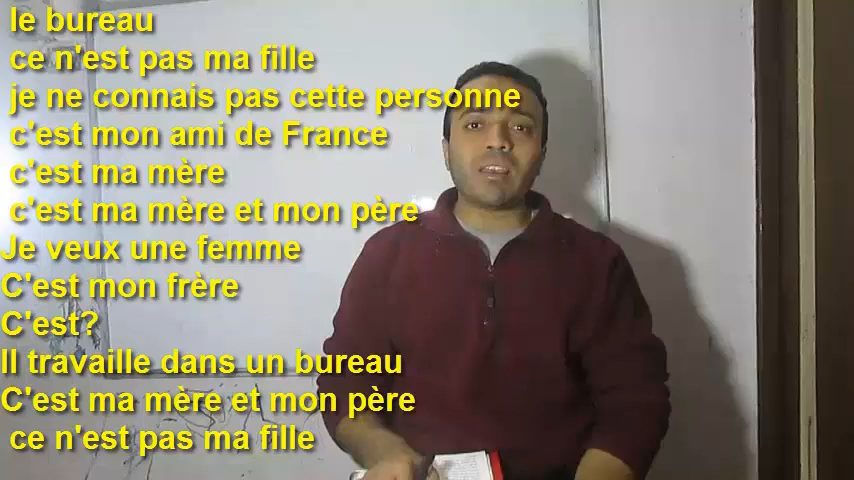 le bureau
ce n'est pas ma fille
je ne connais pas cette personne
c'est mon ami de France
c'est ma mère
c'est ma mère et mon père
Je veux une femme
C'est mon frère
C'est?
Il travaille dans un bureau
C'est ma mère et mon père
ce n'est pas ma fille